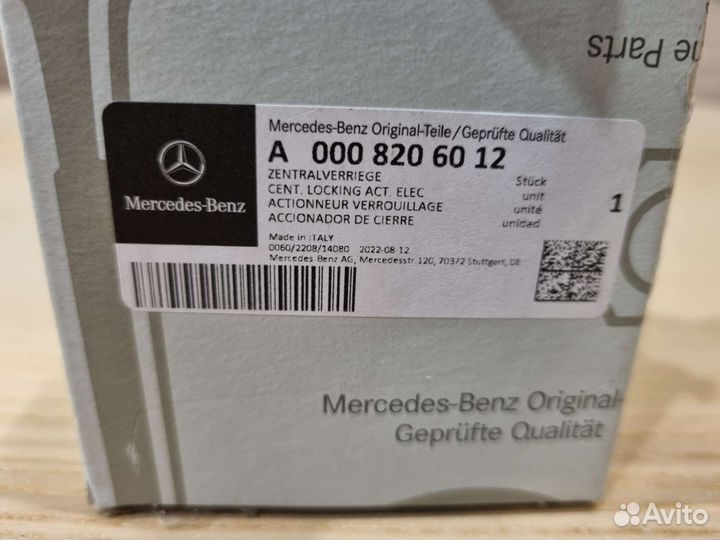 ne Parts
Mercedes-Benz Original-Teile/Geprüfte Qualität
A 000 820 60 12
ZENTRALVERRIEGE
CENT. LOCKING ACT. ELEC
ACTIONNEUR VERROUILLAGE
ACCIONADOR DE CIERRE
Stück
unit
unité
unidad
1
Mercedes-Benz
Made in ITALY
0060/2208/14080 2022-08-12
Mercedes-Benz AG, Mercedesstr.120, 70372 Stuttgart, DE
Mercedes-Benz Original-
Geprüfte Qualität
Avito